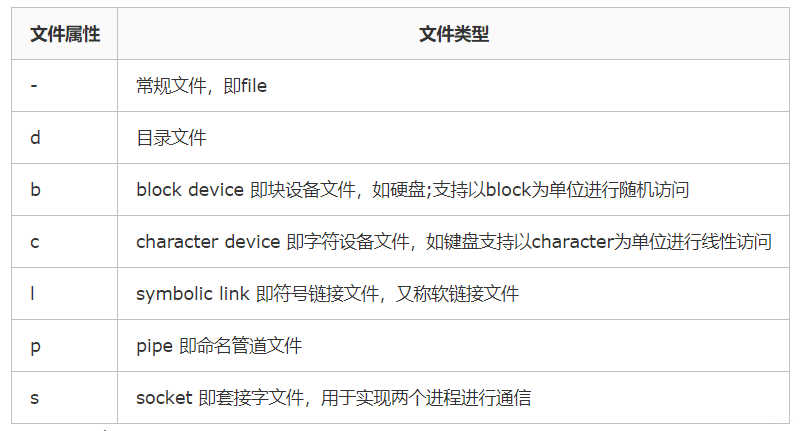 文件属性 文件类型
- 常规文件，即file
d 目录文件
b block device 即块设备文件，如硬盘;支持以block为单位进行随机访问
c character device 即字符设备文件，如键盘支持以character为单位进行线性访问
l symbolic link 即符号链接文件，又称软链接文件
p pipe 即命名管道文件
s socket 即套接字文件，用于实现两个进程进行通信